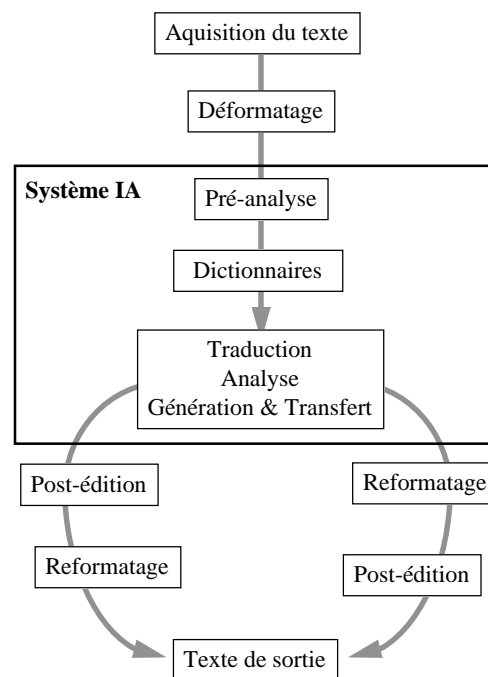 Aquisition du texte
Déformatage
Système IA
Pré-analyse
Dictionnaires
Traduction
Analyse
Génération & Transfert
Post-édition
Reformatage
Reformatage
Post-édition
Texte de sortie